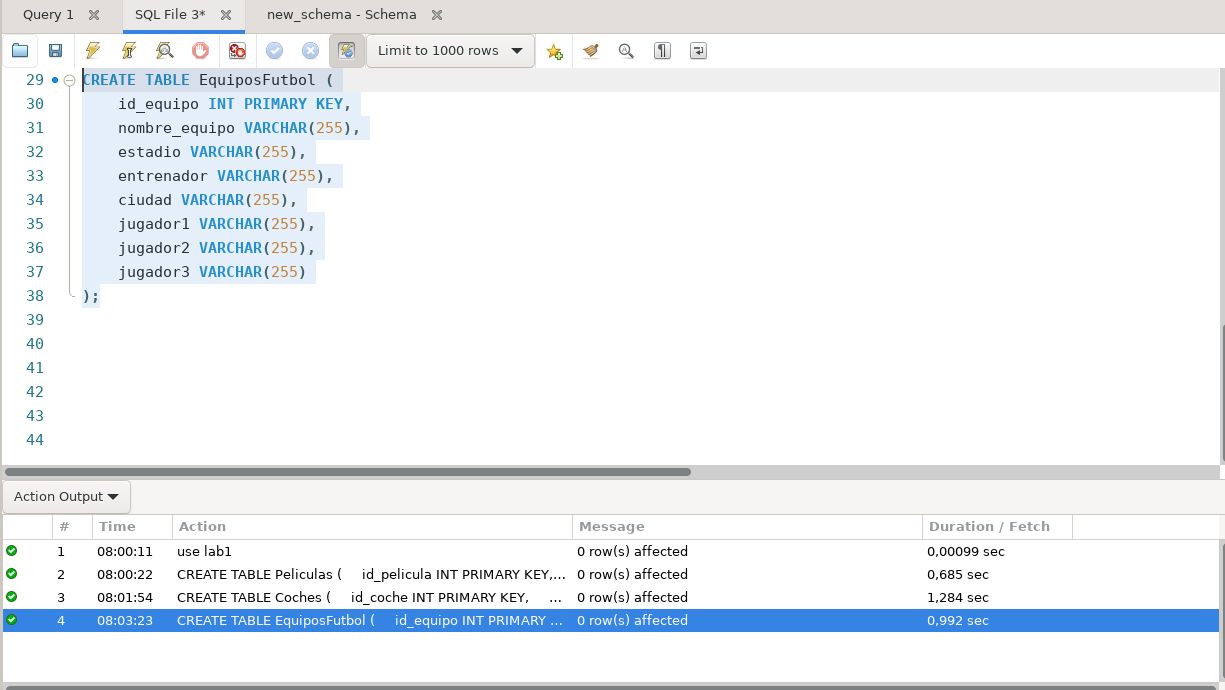 Query 1 SQL File 3* new_schema - Schema
Limit to 1000 rows
29 CREATE TABLE EquiposFutbol (
30 id_equipo INT PRIMARY KEY,
31 nombre_equipo VARCHAR(255),
32 estadio VARCHAR(255),
33 entrenador VARCHAR(255),
34 ciudad VARCHAR(255),
35 jugador1 VARCHAR(255),
36 jugador2 VARCHAR(255),
37 jugador3 VARCHAR(255)
38 );
39
40
41
42
43
44
Action Output
# Time Action Message Duration / Fetch
1 08:00:11 use lab1 0 row(s) affected 0,00099 sec
2 08:00:22 CREATE TABLE Peliculas ( id_pelicula INT PRIMARY KEY,... 0 row(s) affected 0,685 sec
3 08:01:54 CREATE TABLE Coches ( id_coche INT PRIMARY KEY, ... 0 row(s) affected 1,284 sec
4 08:03:23 CREATE TABLE EquiposFutbol ( id_equipo INT PRIMARY ... 0 row(s) affected 0,992 sec